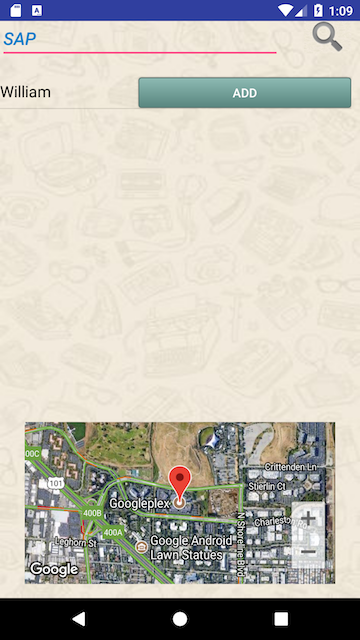 1:09
SAP
William
ADD
Crittenden Ln
00C
101
Stierlin Ct
Googleplex
400B
N Shoreline Blvd
Charleston
400A
Leghorn St
Google Android
Lawn Statues
Google